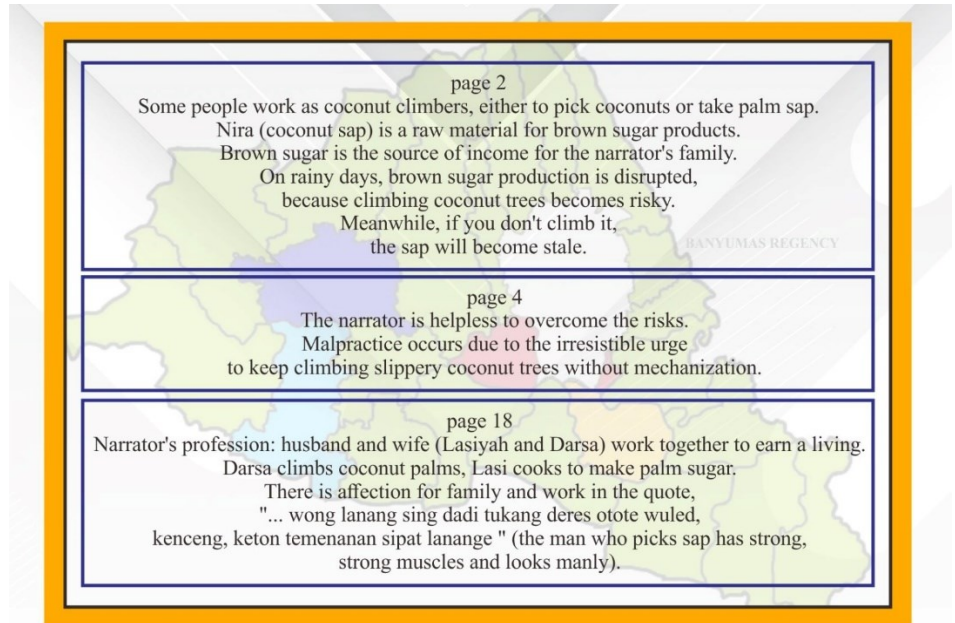 page 2
Some people work as coconut climbers, either to pick coconuts or take palm sap.
Nira (coconut sap) is a raw material for brown sugar products.
Brown sugar is the source of income for the narrator's family.
On rainy days, brown sugar production is disrupted,
because climbing coconut trees becomes risky.
Meanwhile, if you don't climb it,
the sap will become stale.
BANYUMAS REGENCY
page 4
The narrator is helpless to overcome the risks.
Malpractice occurs due to the irresistible urge
to keep climbing slippery coconut trees without mechanization.
page 18
Narrator's profession: husband and wife (Lasiyah and Darsa) work together to earn a living.
Darsa climbs coconut palms, Lasi cooks to make palm sugar.
There is affection for family and work in the quote,
"... wong lanang sing dadi tukang deres otote wuled,
kenceng, keton temenanan sipat lanange " (the man who picks sap has strong,
strong muscles and looks manly).